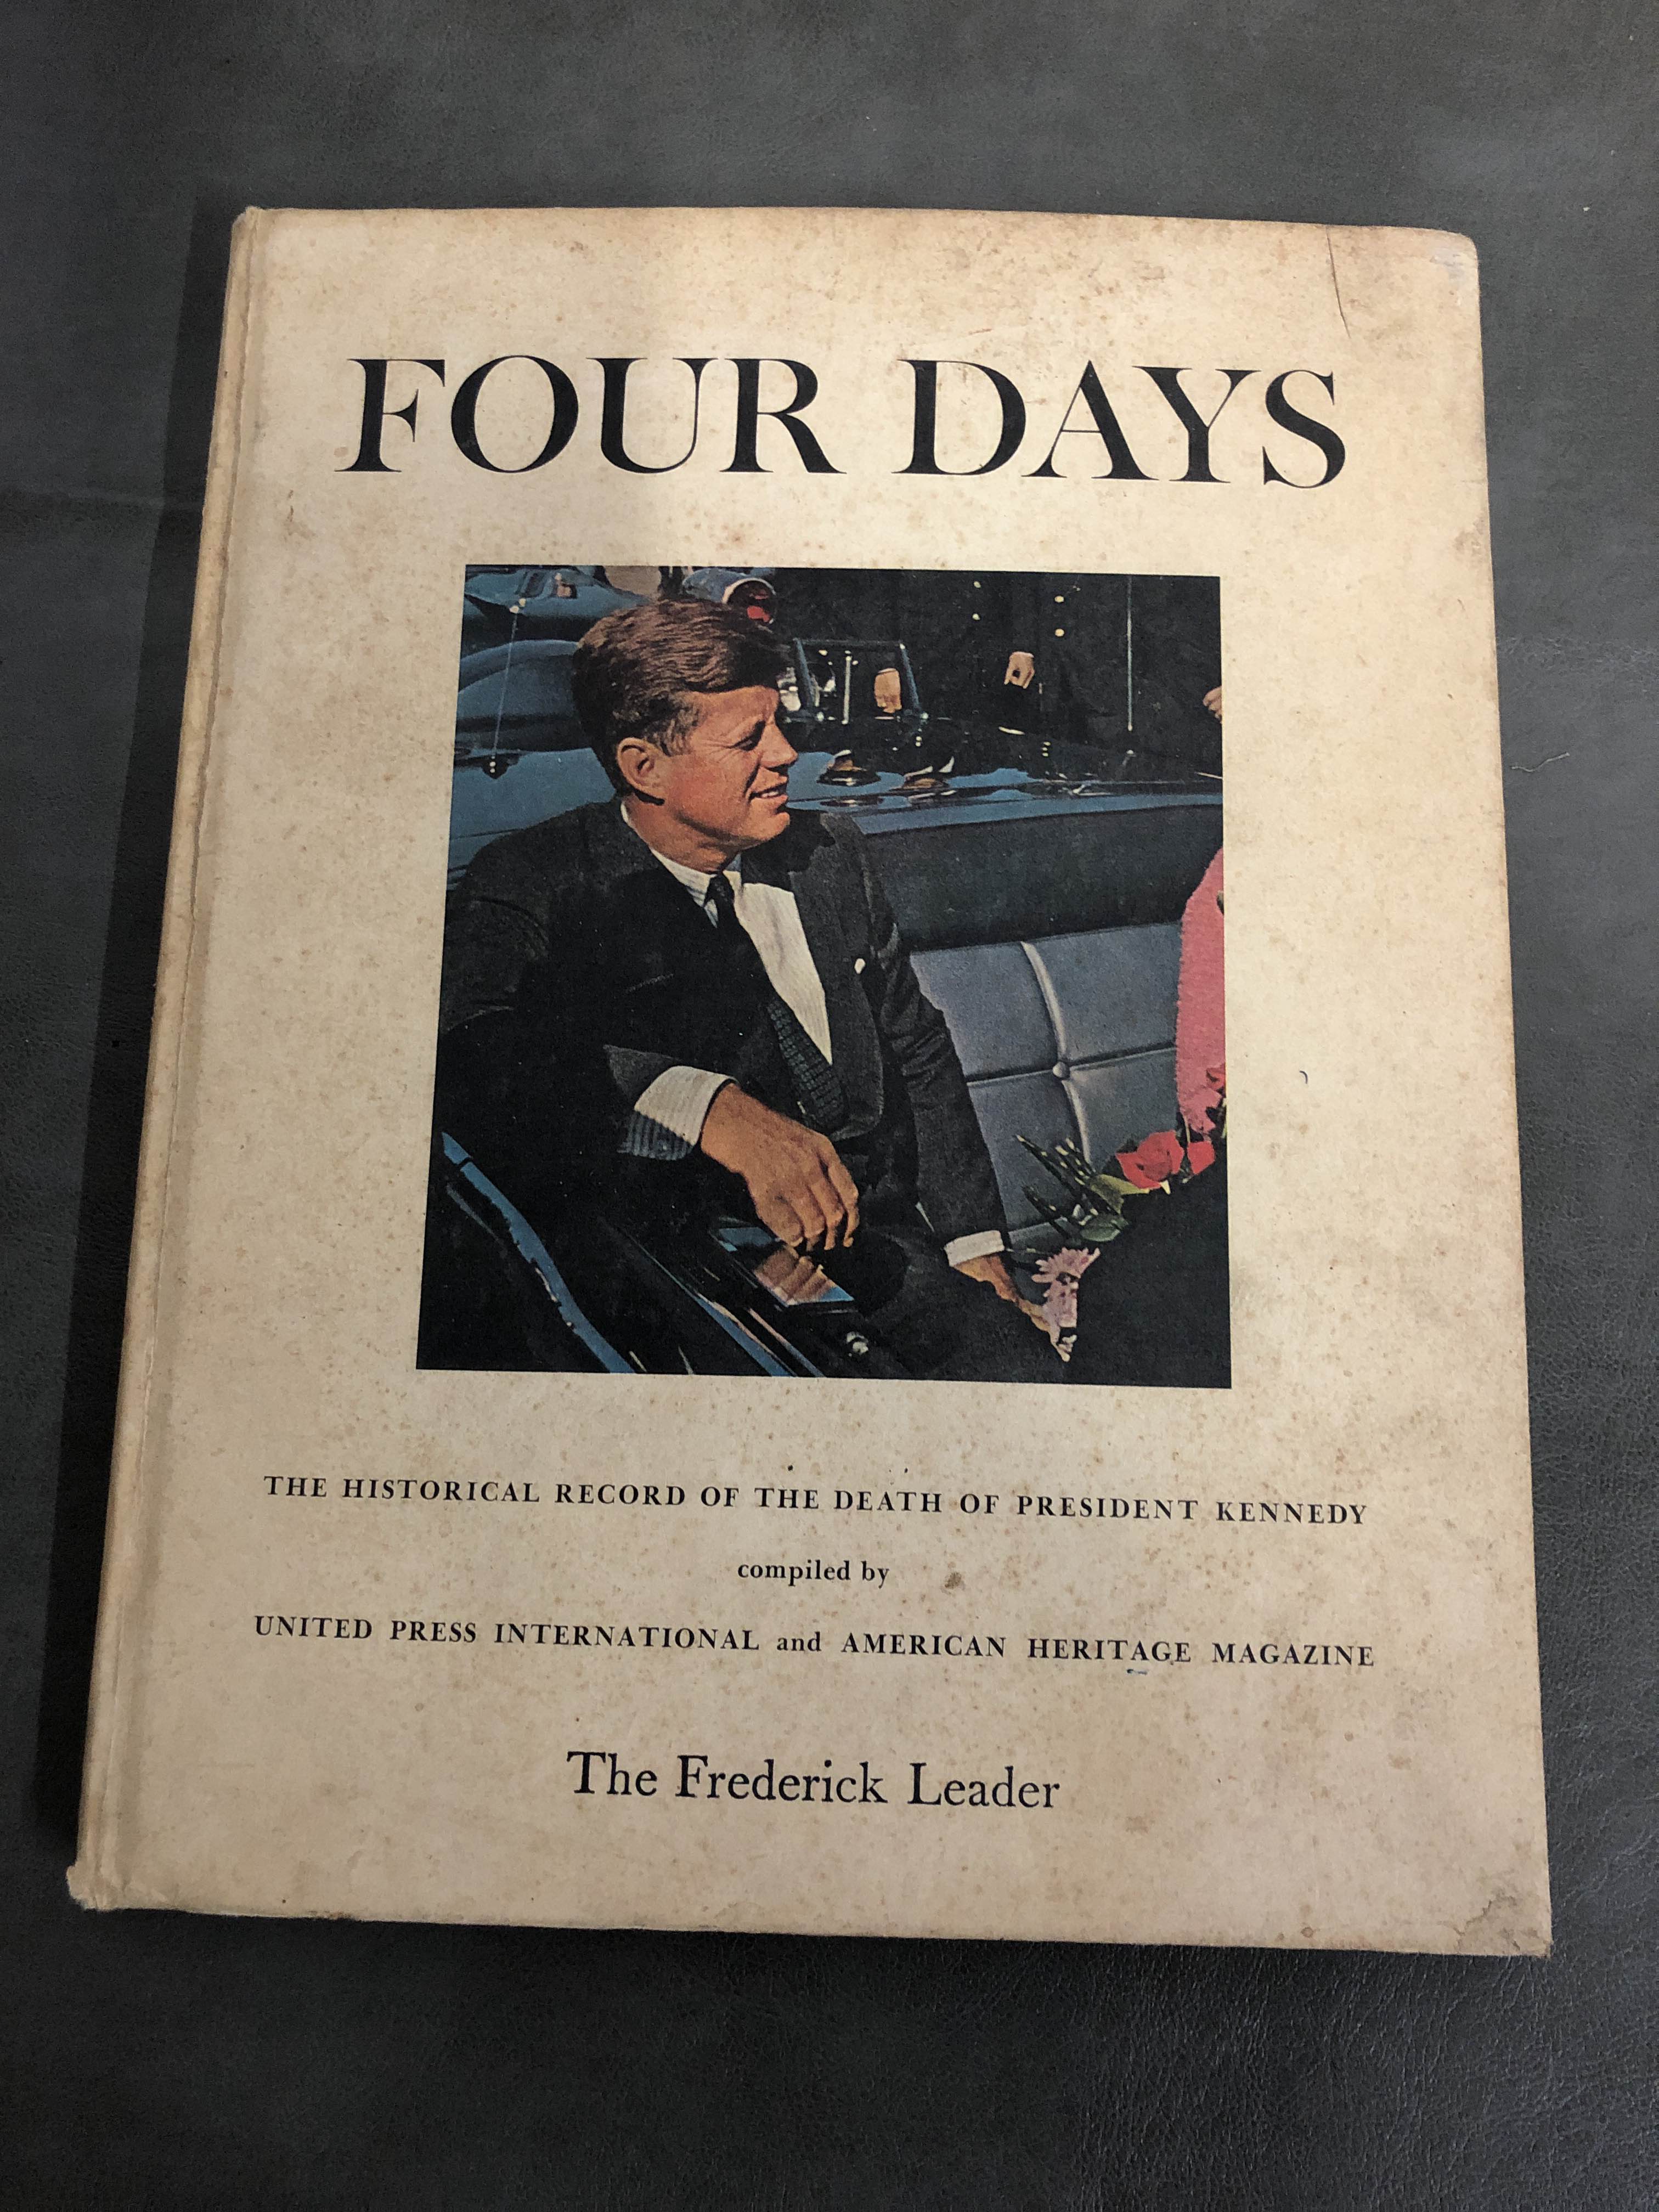 FOUR DAYS
THE HISTORICAL RECORD OF THE DEATH OF PRESIDENT KENNEDY
compiled by
UNITED PRESS INTERNATIONAL and AMERICAN HERITAGE MAGAZINE
The Frederick Leader